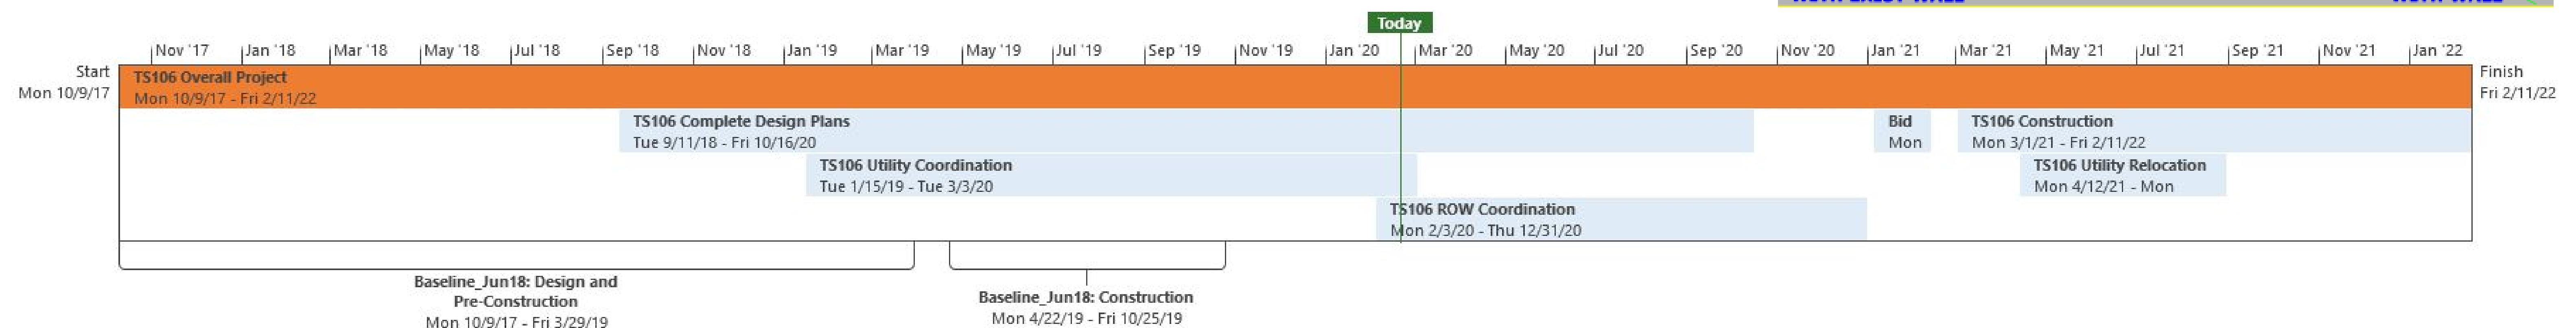 Today
Nov '17 Jan '18 Mar '18 May '18 Jul '18 Sep '18 Nov '18 Jan '19 Mar '19 May '19 Jul '19 Sep '19 Nov '19 Jan '20 Mar '20 May '20 Jul '20 Sep '20 Nov '20 Jan '21 Mar '21 May '21 Jul '21 Sep '21 Nov '21 Jan '22
Start
Mon 10/9/17
TS106 Overall Project
Mon 10/9/17 - Fri 2/11/22
Finish
Fri 2/11/22
TS106 Complete Design Plans
Tue 9/11/18 - Fri 10/16/20
Bid
Mon
TS106 Construction
Mon 3/1/21 - Fri 2/11/22
TS106 Utility Coordination
Tue 1/15/19 - Tue 3/3/20
TS106 Utility Relocation
Mon 4/12/21 - Mon
TS106 ROW Coordination
Mon 2/3/20 - Thu 12/31/20
Baseline_Jun18: Design and
Pre-Construction
Mon 10/9/17 - Fri 3/29/19
Baseline_Jun18: Construction
Mon 4/22/19 - Fri 10/25/19